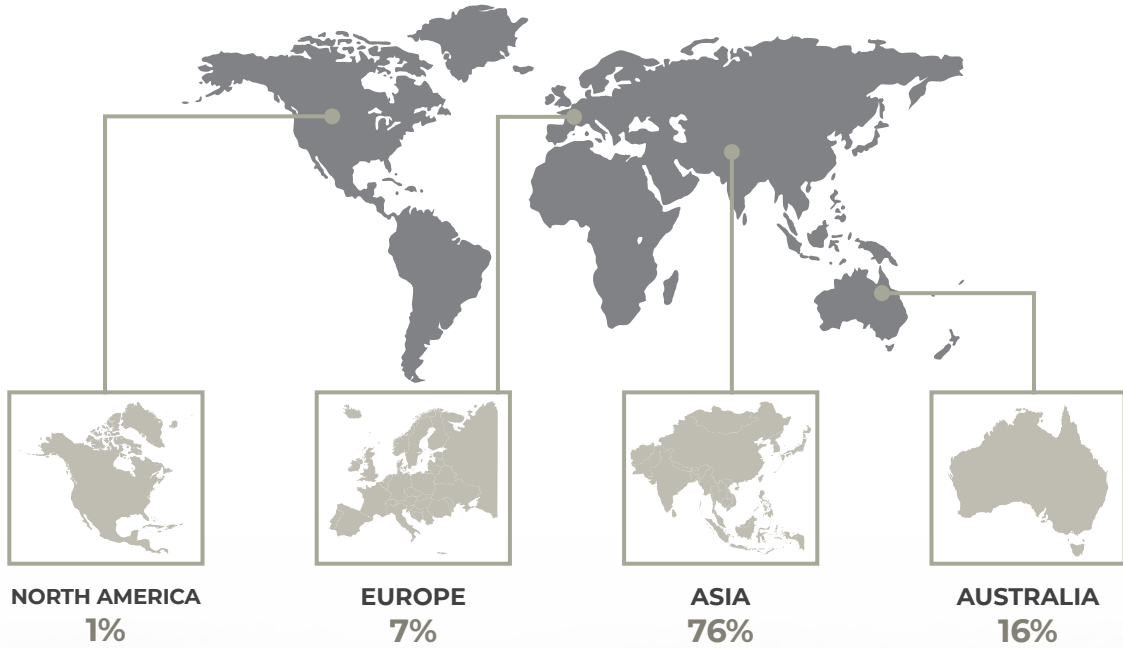 NORTH AMERICA
1%
EUROPE
7%
ASIA
76%
AUSTRALIA
16%